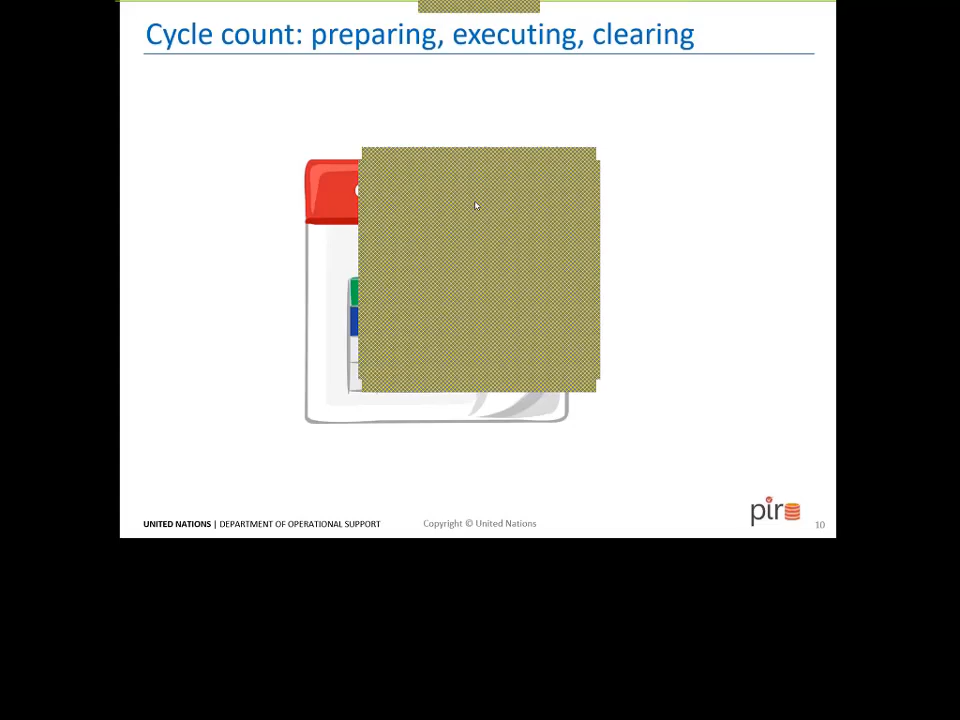 Cycle count: preparing, executing, clearing
UNITED NATIONS | DEPARTMENT OF OPERATIONAL SUPPORT
Copyright © United Nations
pir
10